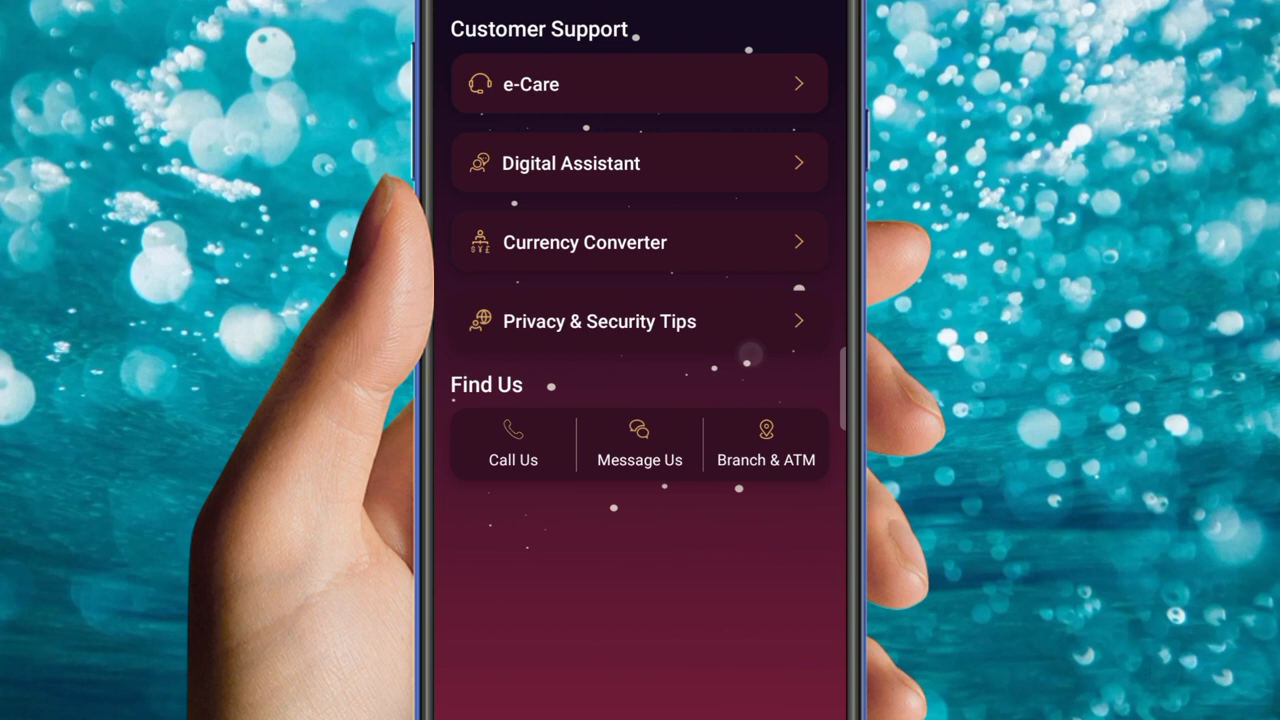 Customer Support
e-Care
Digital Assistant
Currency Converter
Privacy & Security Tips
Find Us
Call Us
Message Us
Branch & ATM